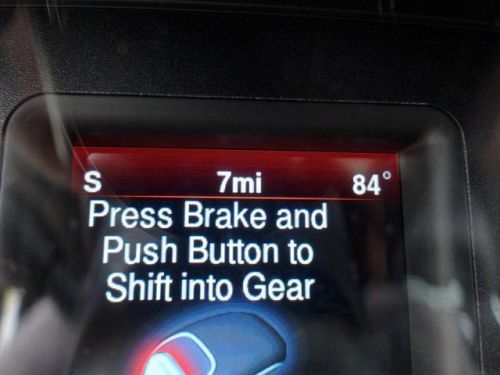 S 7mi 84°
Press Brake and
Push Button to
Shift into Gear